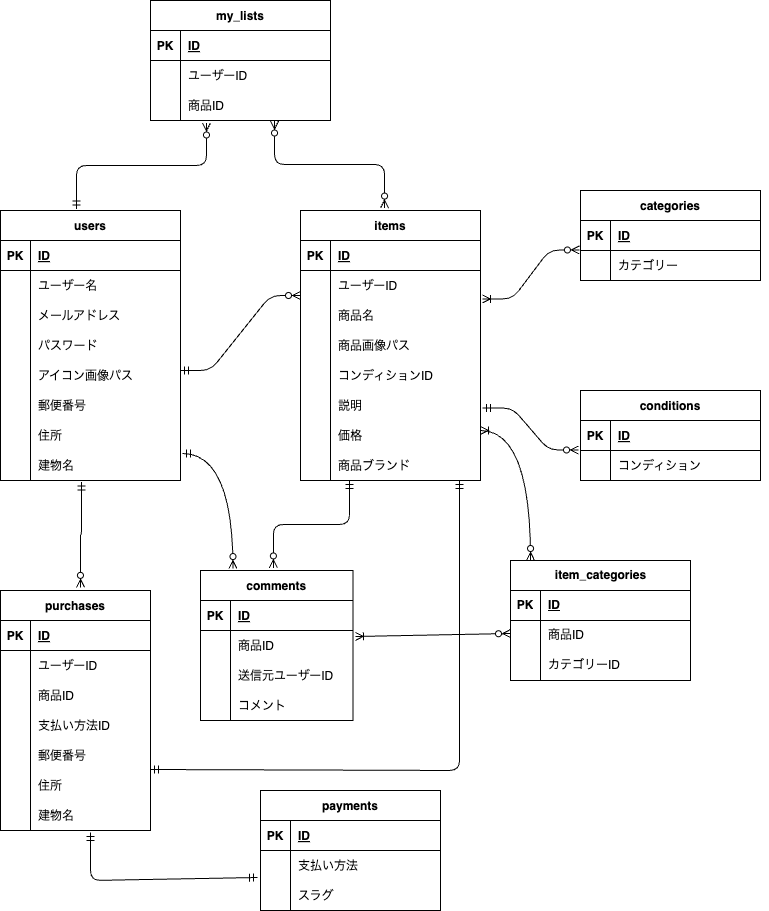 my_lists
PK ID
ユーザーID
商品ID
users
PK ID
ユーザー名
メールアドレス
パスワード
アイコン画像パス
郵便番号
住所
建物名
items
PK ID
ユーザーID
商品名
商品画像パス
コンディションID
説明
価格
商品ブランド
categories
PK ID
カテゴリー
conditions
PK ID
コンディション
item_categories
PK ID
商品ID
カテゴリーID
comments
PK ID
商品ID
送信元ユーザーID
コメント
purchases
PK ID
ユーザーID
商品ID
支払い方法ID
郵便番号
住所
建物名
payments
PK ID
支払い方法
スラグ